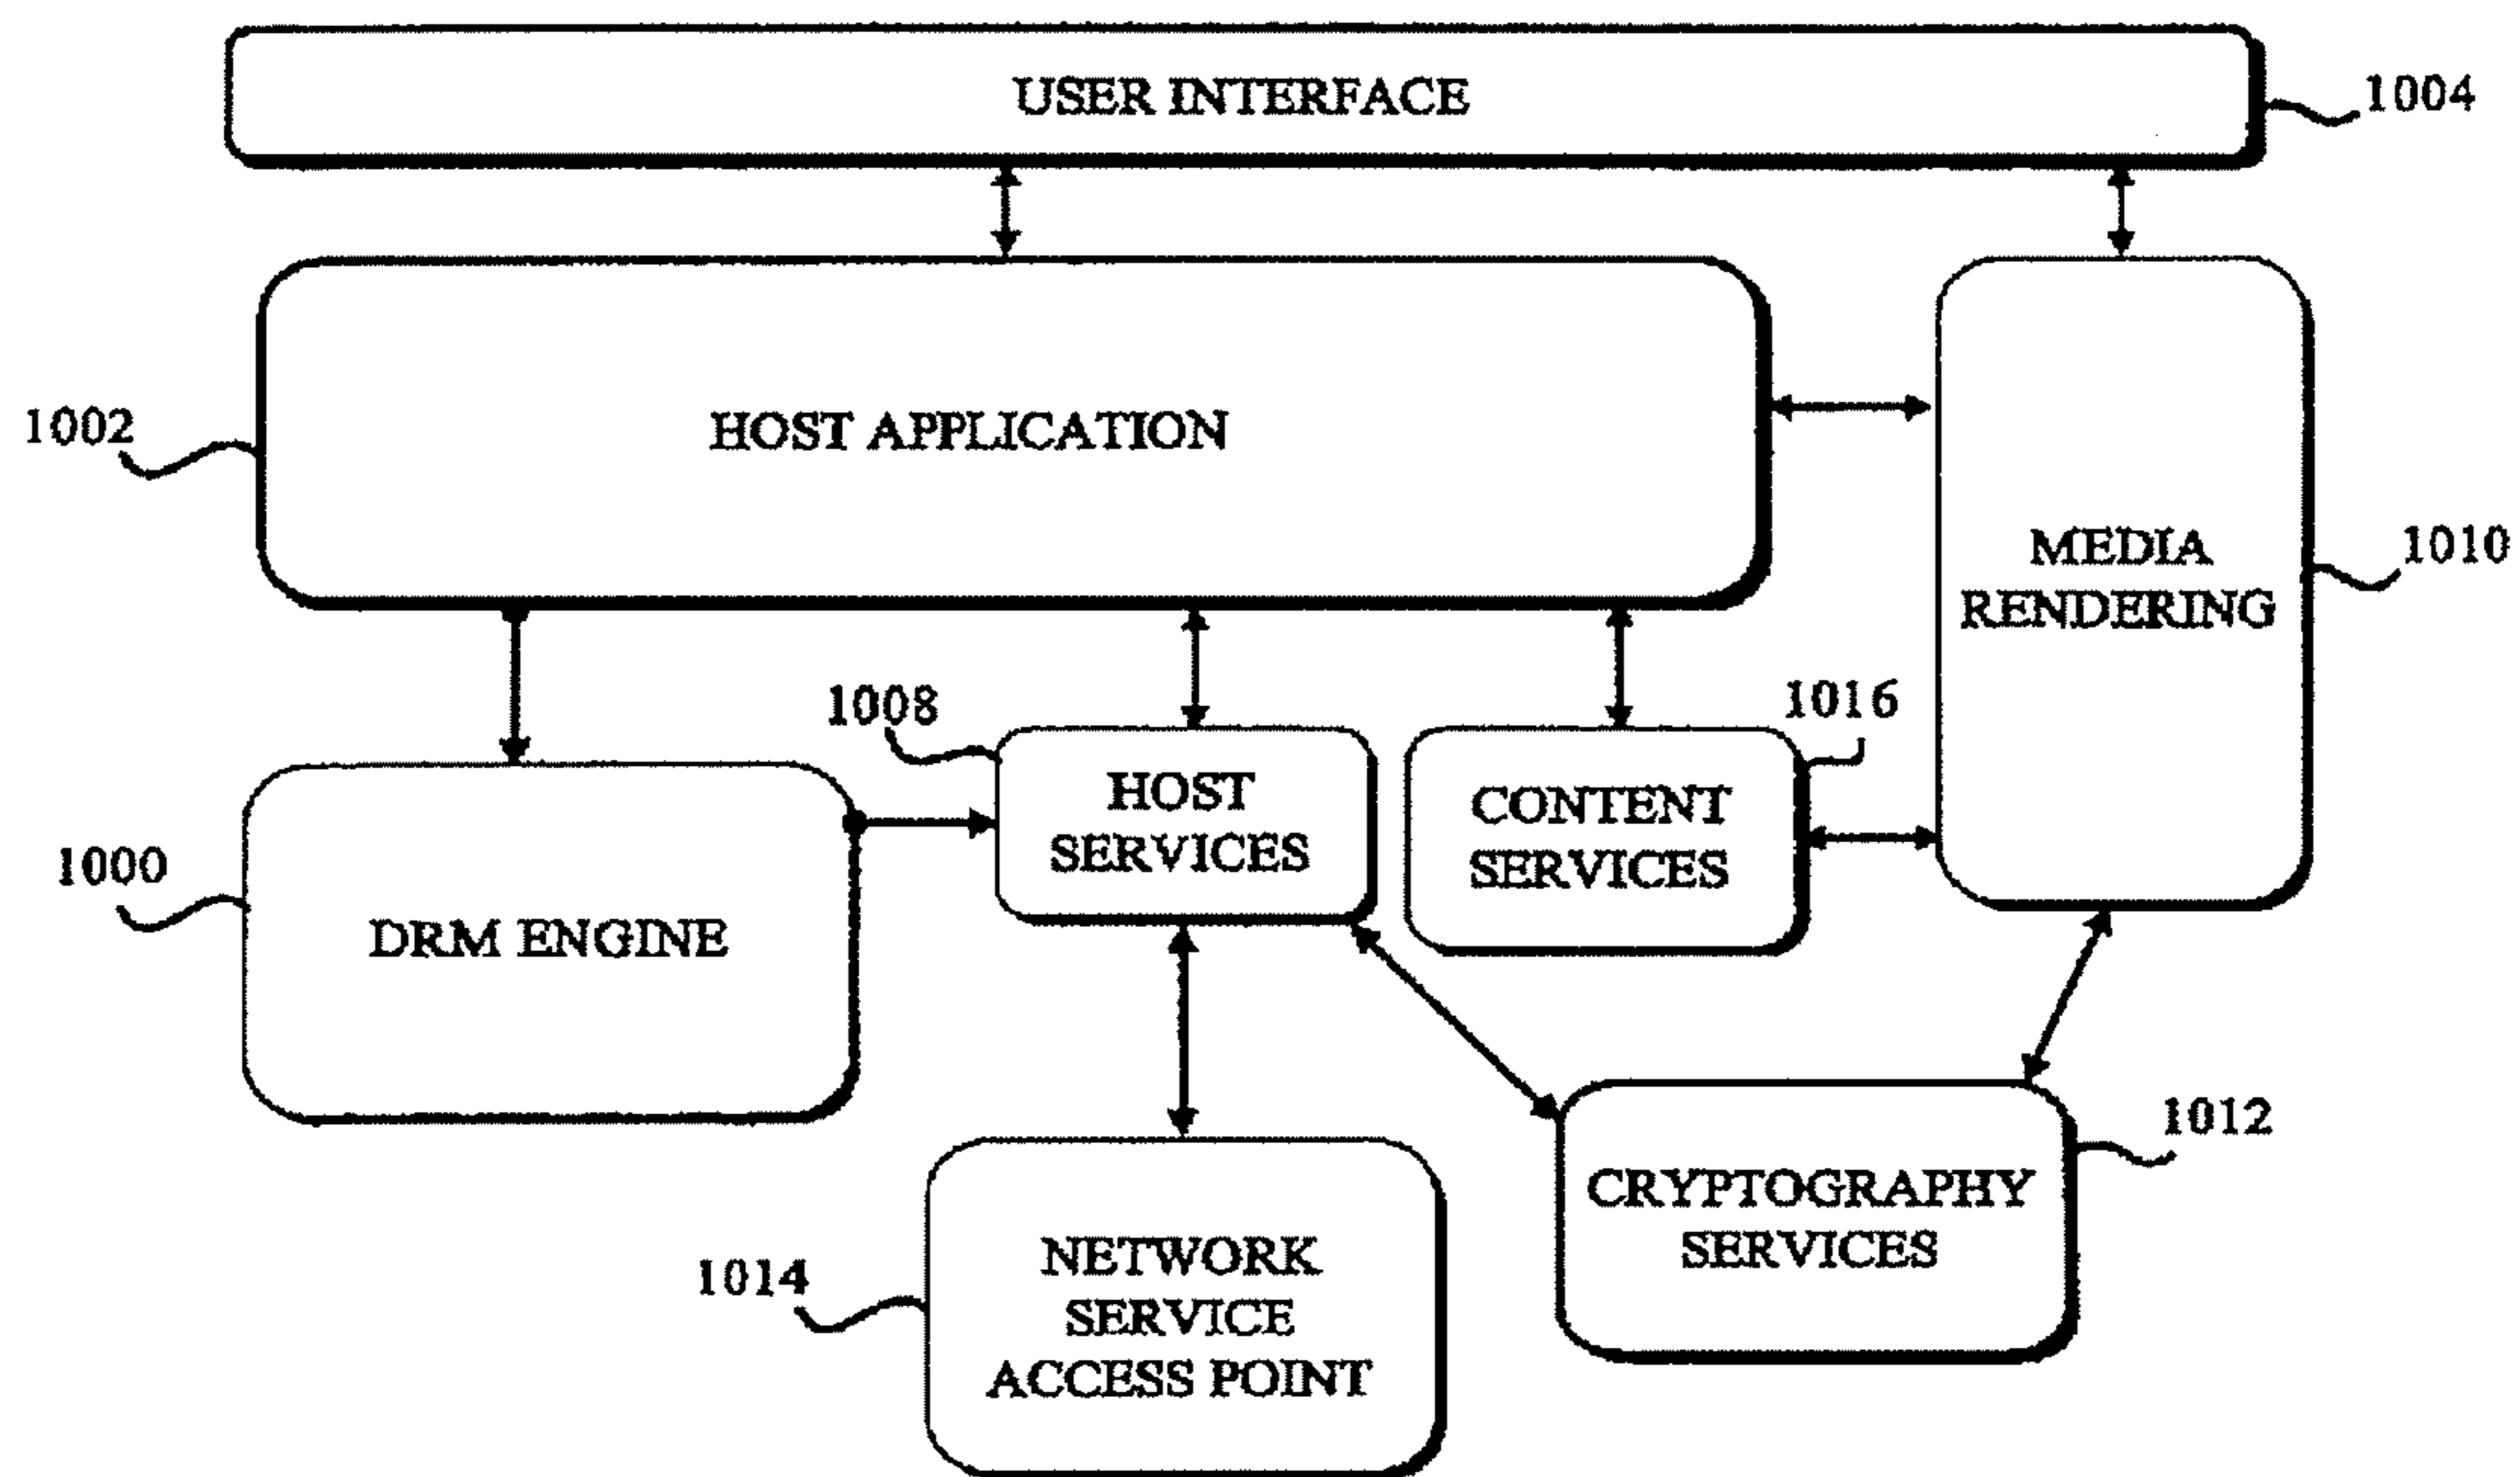 USER INTERFACE
1004
1002
HOST APPLICATION
MEDIA
RENDERING
1010
1008
1016
HOST
SERVICES
CONTENT
SERVICES
1000
DRM ENGINE
1012
CRYPTOGRAPHY
SERVICES
1014
NETWORK
SERVICE
ACCESS POINT